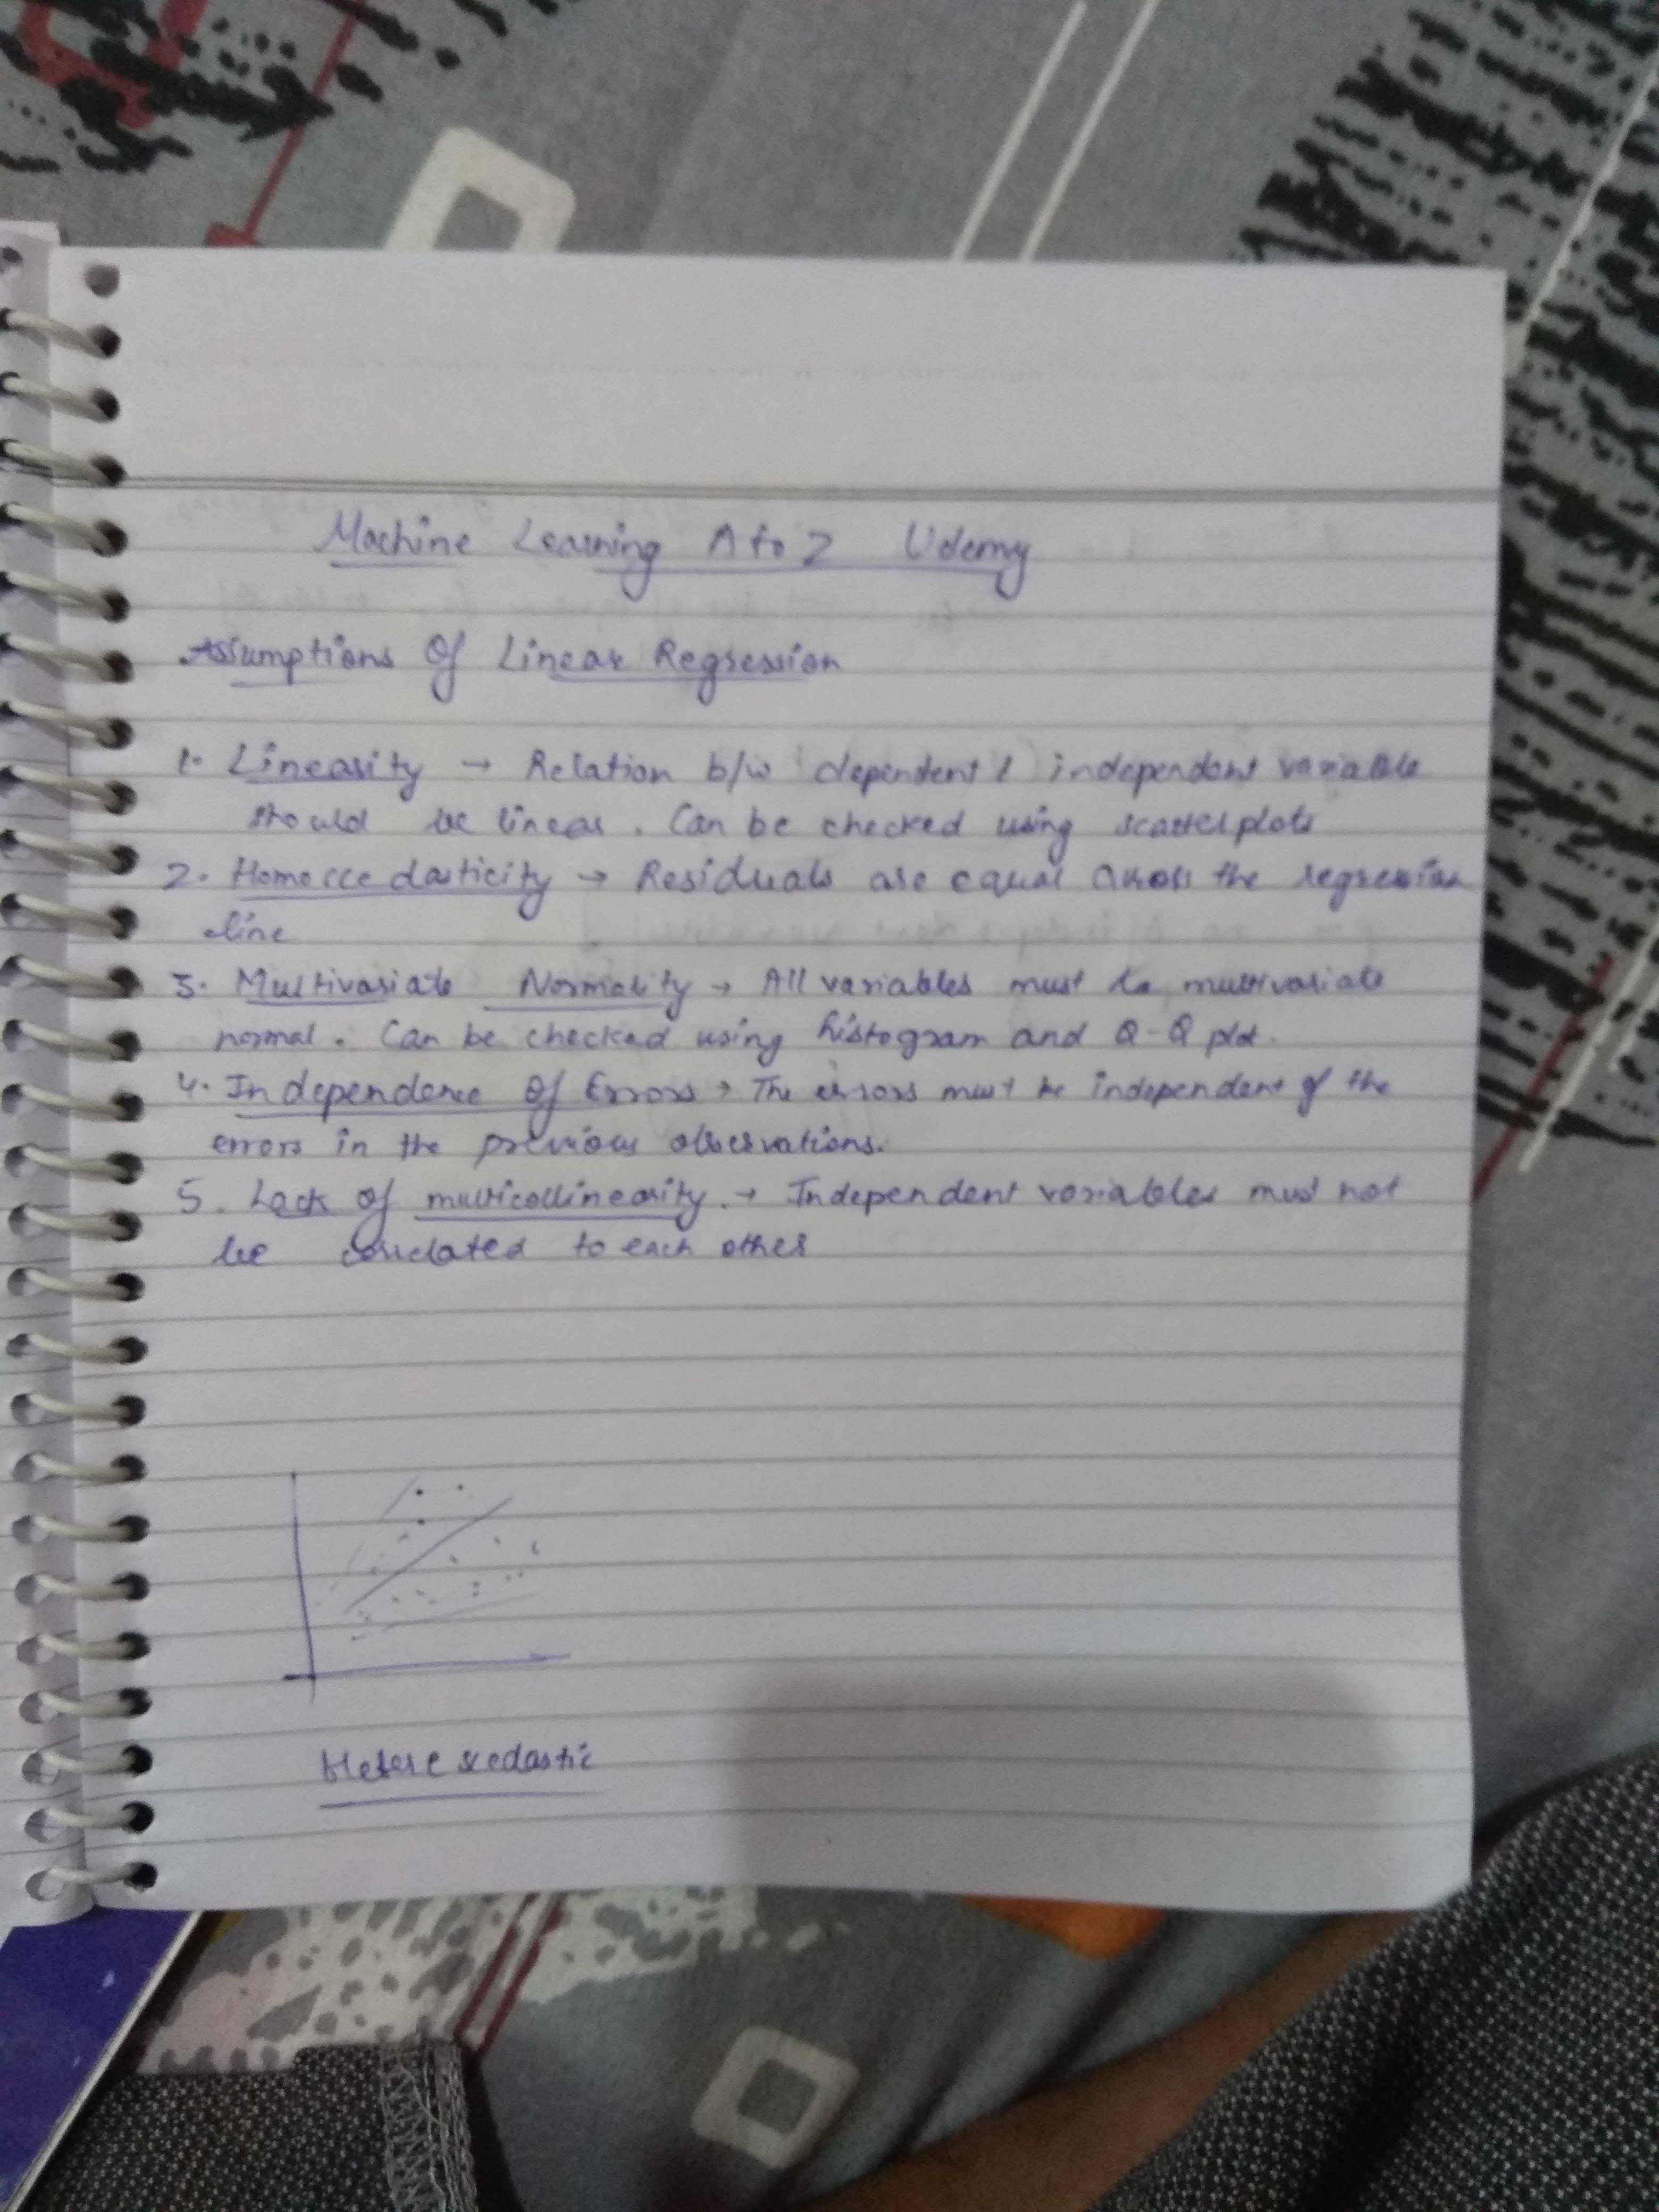 Machine Learning A to Z Udemy
Assumptions Of Linear Regression
1. Linearity → Relation b/w dependent & independent variable
should be linear. Can be checked using scatterplots
2. Homoscedasticity → Residuals are equal across the regression
line
3. Multivariate Normality → All variables must be multivariate
normal. Can be checked using histogram and Q-Q plot.
4. Independence Of Errors → The errors must be independent of the
errors in the previous observations.
5. Lack of multicollinearity. → Independent variables must not
be correlated to each other
Heteroscedastic